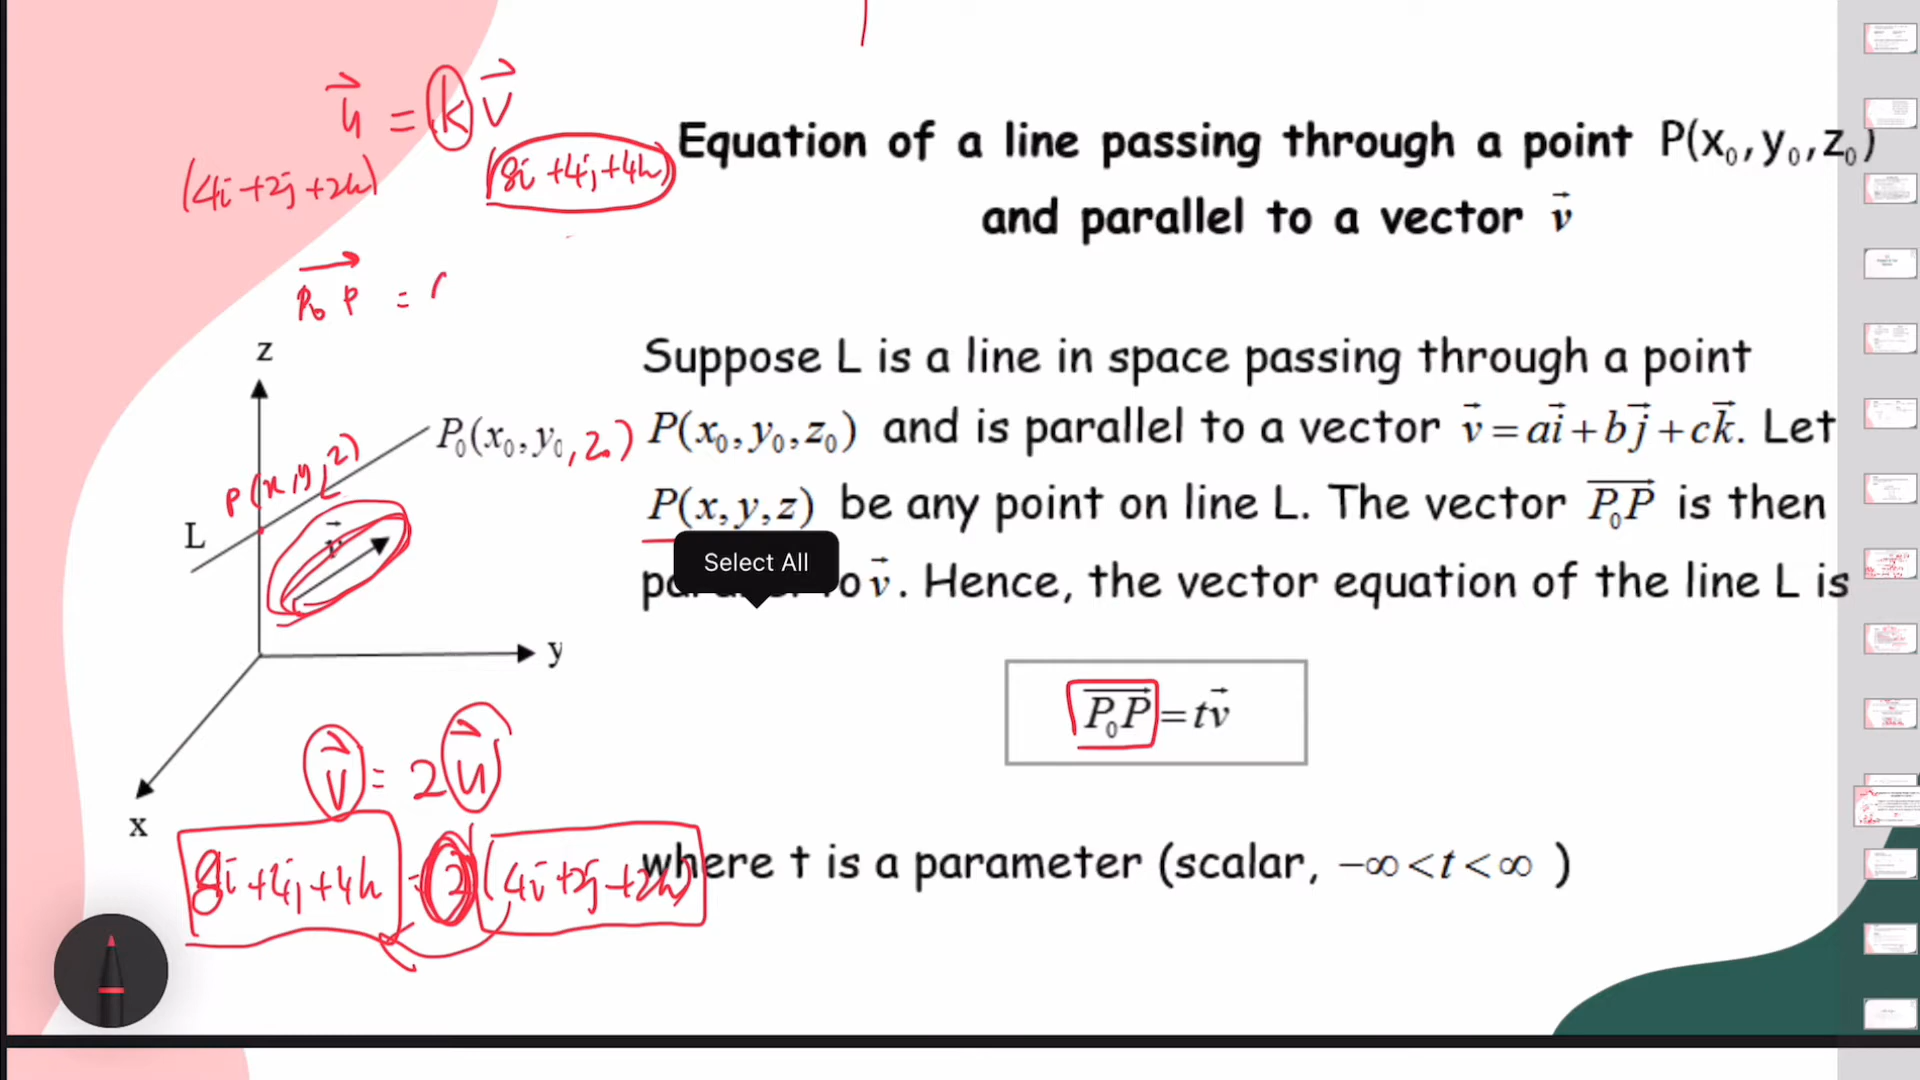 u⃗ = k v⃗
(4i+2j+2k) (8i+4j+4k)
P₀P = (
Equation of a line passing through a point P(x₀,y₀,z₀)
and parallel to a vector v⃗
z
P₀(x₀,y₀,z₀)
P(x,y,z)
L
v⃗
y
x
Suppose L is a line in space passing through a point
P(x₀,y₀,z₀) and is parallel to a vector v⃗=ai⃗+bj⃗+ck⃗. Let
P(x,y,z) be any point on line L. The vector P₀P is then
Select All
v⃗. Hence, the vector equation of the line L is
P₀P=tv⃗
where t is a parameter (scalar, −∞<t<∞ )
v⃗ = 2u⃗
8i+4j+4k = 2(4i+2j+2k)